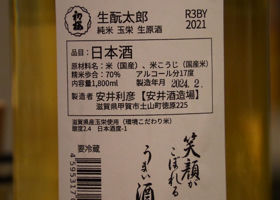 初桜
生酛太郎
純米 玉栄 生原酒
R3BY
2021
品目：日本酒
原材料名：米（国産）、米こうじ（国産米）
精米歩合：70%　アルコール分17度
内容量1,800ml　製造年月 2024.2.
製造者 安井利彦【安井酒造場】
滋賀県甲賀市土山町徳原225
滋賀県産玉栄使用（環境こだわり米）
酸度2.4　日本酒度-1
要冷蔵
笑顔が
こぼれる
うまい酒